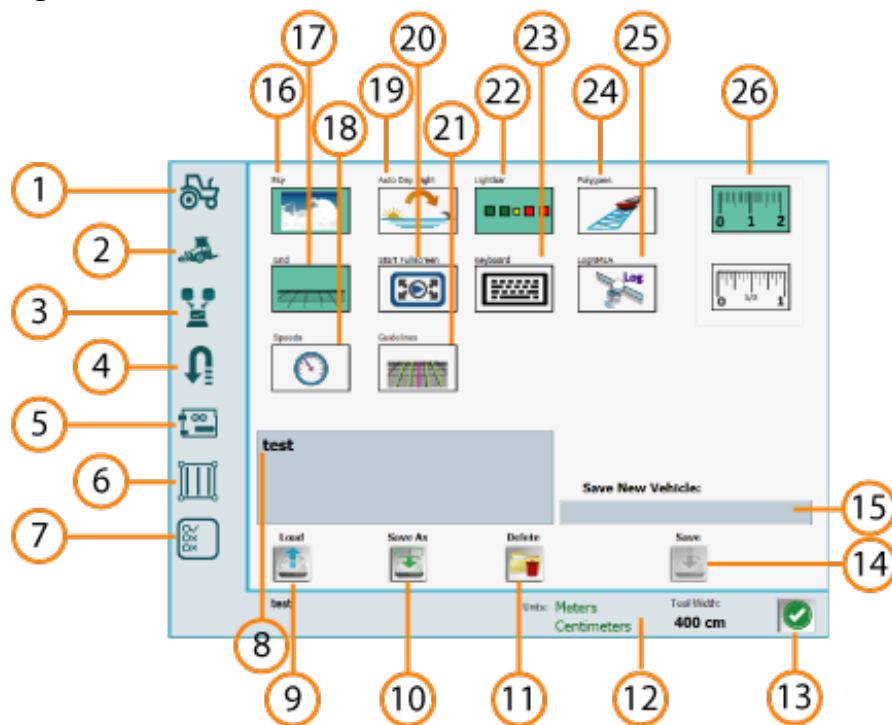 17 20 23 25
16 19 22 24 26
18 21
1
Sky Auto Day Night Lightbar Polygons
2
0 1 2
Grid Start Fullscreen Keyboard LogNMEA
Log
3
0 1/2 1
Speedo Guidelines
4
5
test
6
Save New Vehicle:
15
7
Load Save As Delete Save
14
test Units: Meters Tool Width:
Centimeters 400 cm
8
9 10 11 12 13